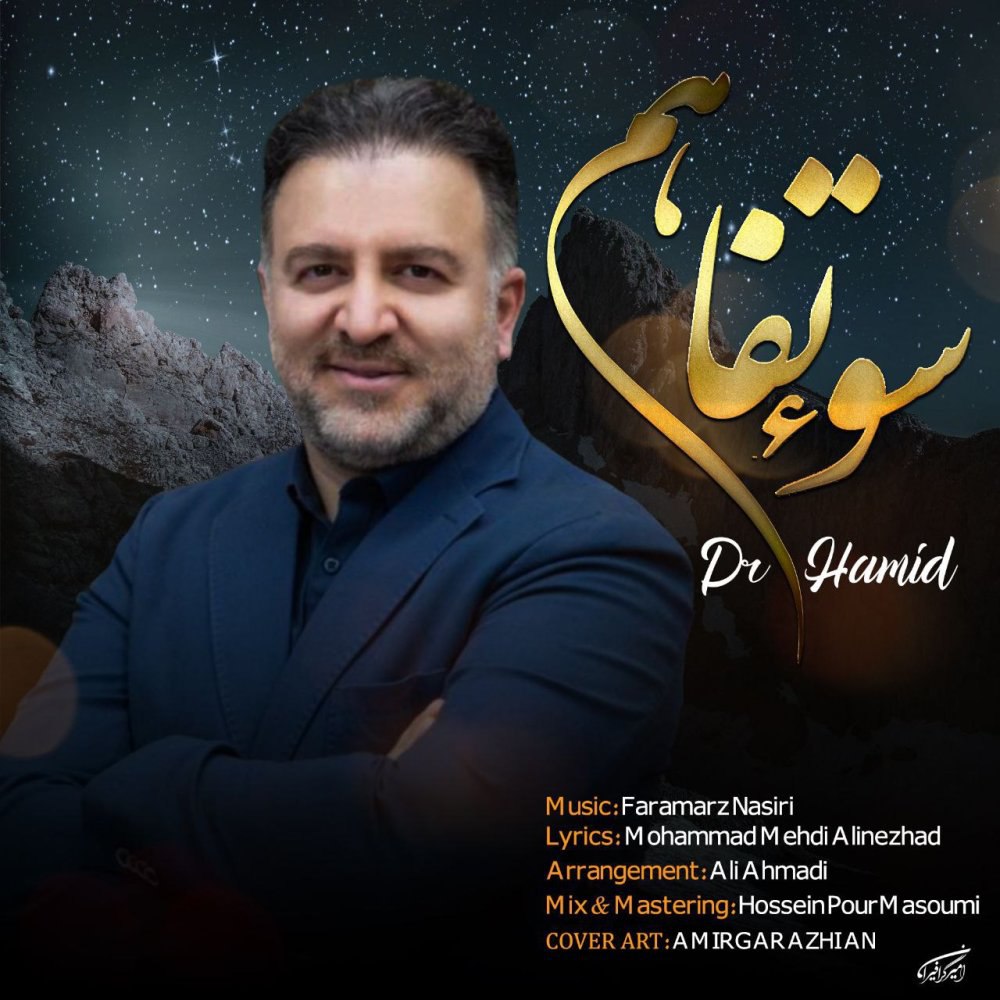 سوءتفاهم
Dr Hamid
Music: Faramarz Nasiri
Lyrics: Mohammad Mehdi Alinezhad
Arrangement: Ali Ahmadi
Mix & Mastering: Hossein Pour Masoumi
COVER ART: AMIRGARAZHIAN